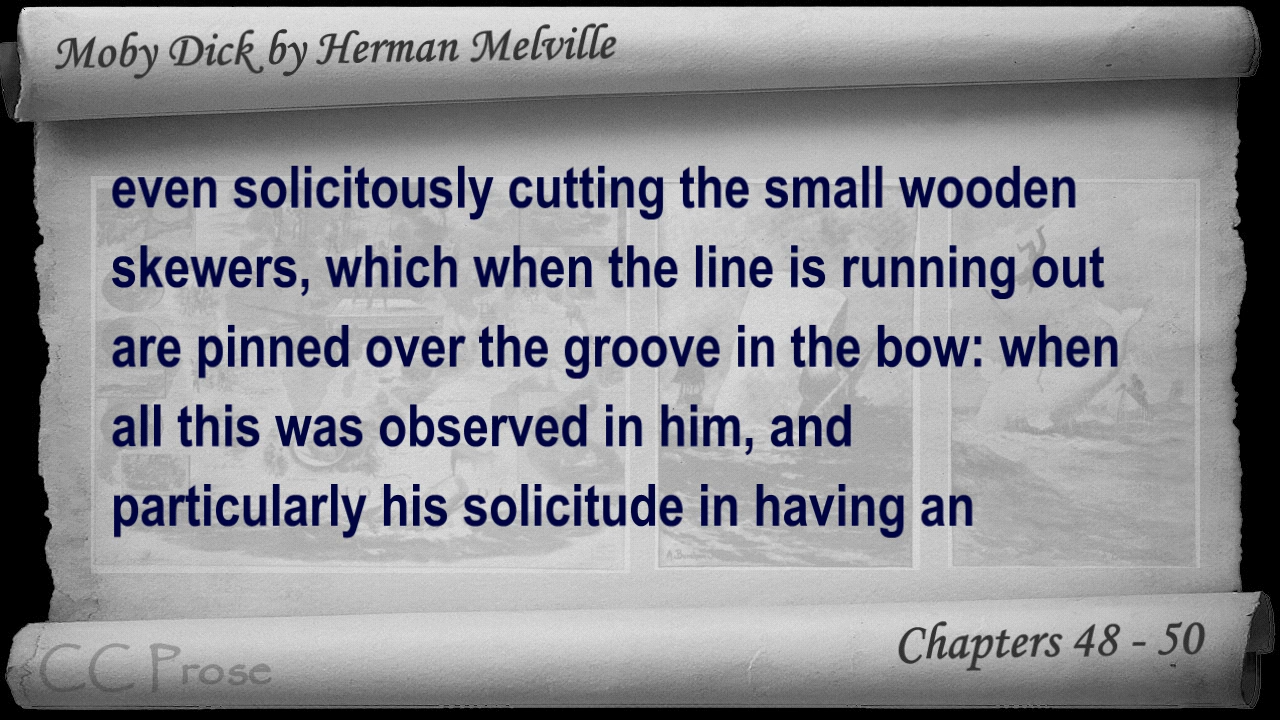 Moby Dick by Herman Melville
even solicitously cutting the small wooden
skewers, which when the line is running out
are pinned over the groove in the bow: when
all this was observed in him, and
particularly his solicitude in having an
Chapters 48 - 50
CC Prose